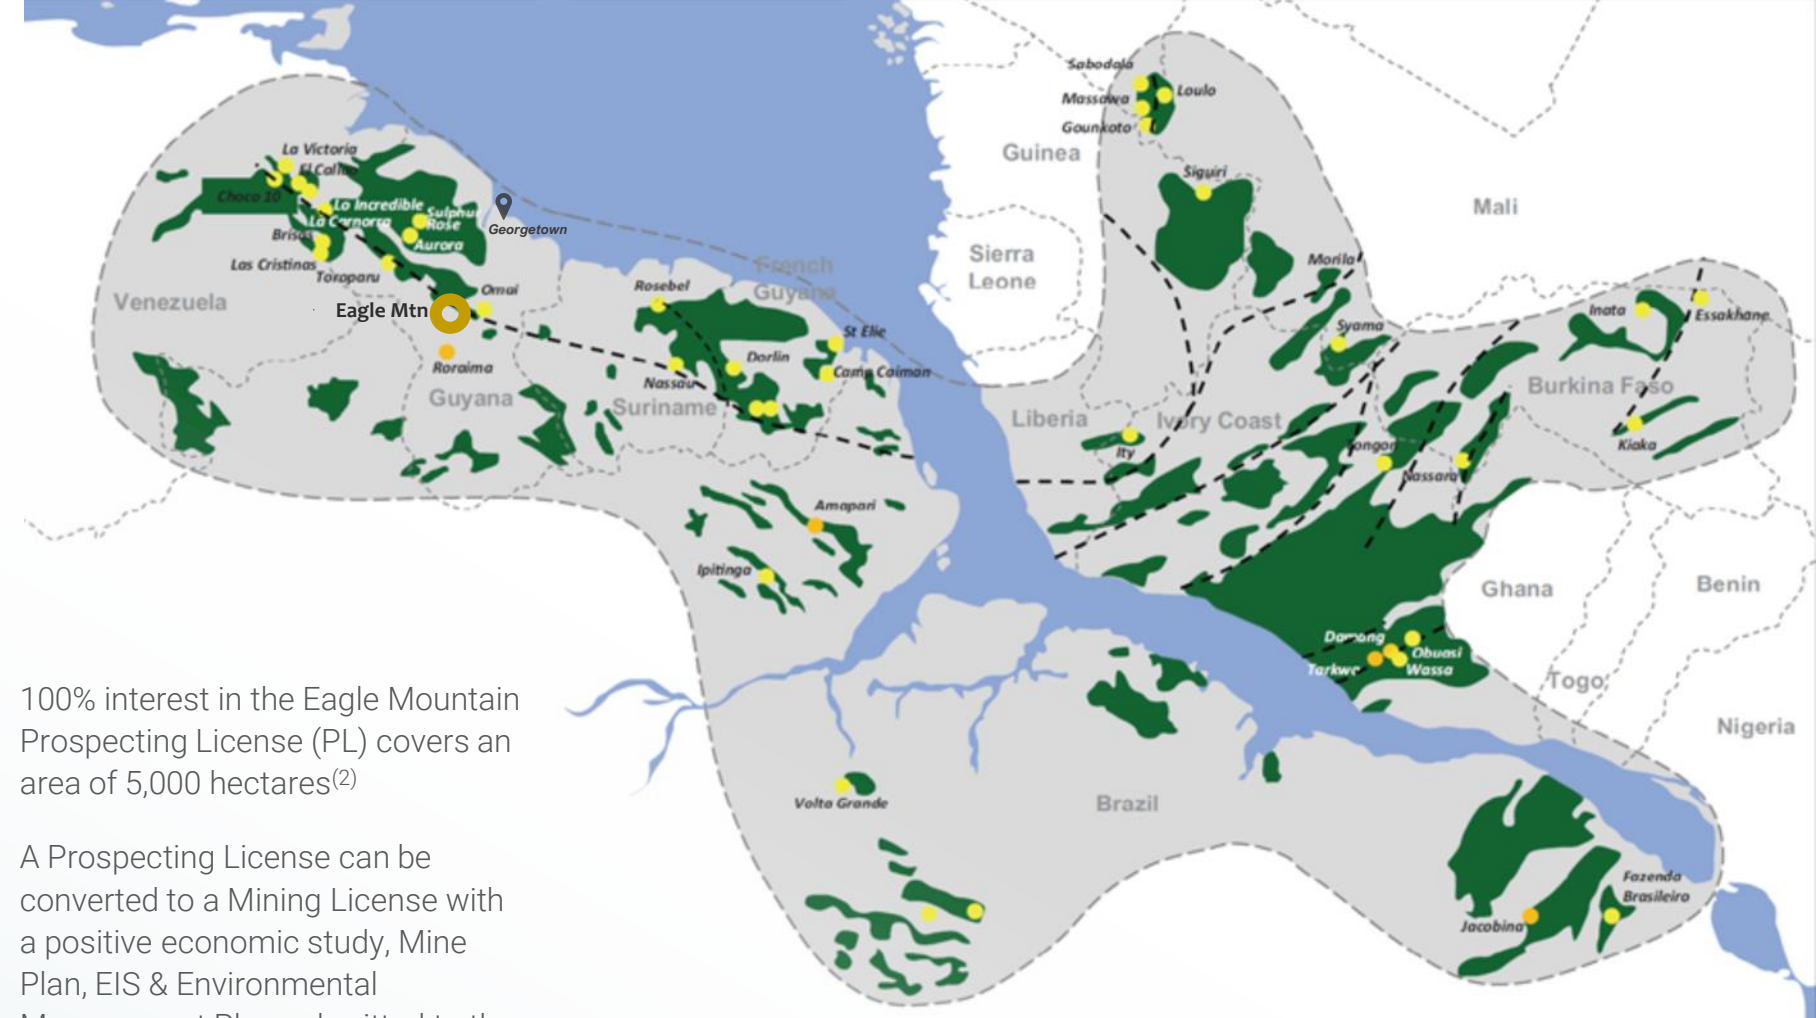 Sabodala
Loulo
Massawa
Gounkoto
Guinea
Siguiri
Mali
Sierra
Leone
Morila
La Victoria
El Callao
Choco 10
La Incredible
La Camorra
Sulphur
Rose
Aurora
Georgetown
Brisas
Las Cristinas
Toroparu
Venezuela
Eagle Mtn
Omai
Roraima
Guyana
French
Guyana
Rosebel
St Elie
Dorlin
Camp Caiman
Nassau
Suriname
Syama
Inata
Essakhane
Burkina Faso
Liberia
Ivory Coast
Ity
Tongon
Nassara
Kiaka
Amapari
Ipitinga
Ghana
Benin
Damang
Obuasi
Tarkwa
Wassa
Togo
Nigeria
Volta Grande
Brazil
Fazenda
Brasileiro
Jacobina
100% interest in the Eagle Mountain
Prospecting License (PL) covers an
area of 5,000 hectares(2)
A Prospecting License can be
converted to a Mining License with
a positive economic study, Mine
Plan, EIS & Environmental